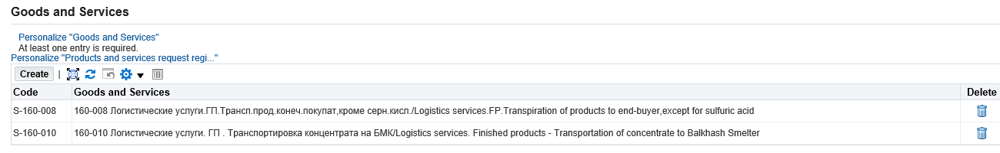 Goods and Services
Personalize "Goods and Services"
At least one entry is required.
Personalize "Products and services request regi..."
Create
Code Goods and Services Delete
S-160-008 160-008 Логистические услуги.ГП.Трансп.прод.конеч.покупат,кроме серн.кисл./Logistics services.FP.Transpiration of products to end-buyer,except for sulfuric acid
S-160-010 160-010 Логистические услуги. ГП . Транспортировка концентрата на БМК/Logistics services. Finished products - Transportation of concentrate to Balkhash Smelter